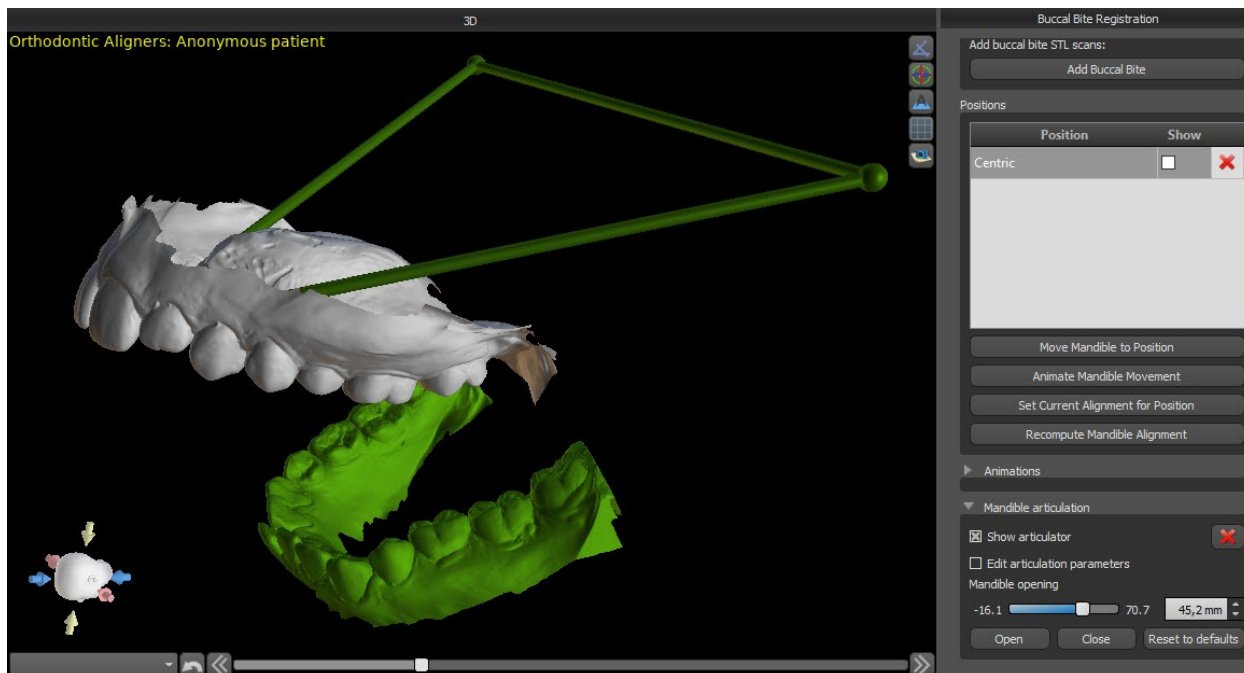 3D
Orthodontic Aligners: Anonymous patient
Buccal Bite Registration
Add buccal bite STL scans:
Add Buccal Bite
Positions
Position Show
Centric
Move Mandible to Position
Animate Mandible Movement
Set Current Alignment for Position
Recompute Mandible Alignment
Animations
Mandible articulation
Show articulator
Edit articulation parameters
Mandible opening
-16.1 70.7 45,2 mm
Open Close Reset to defaults